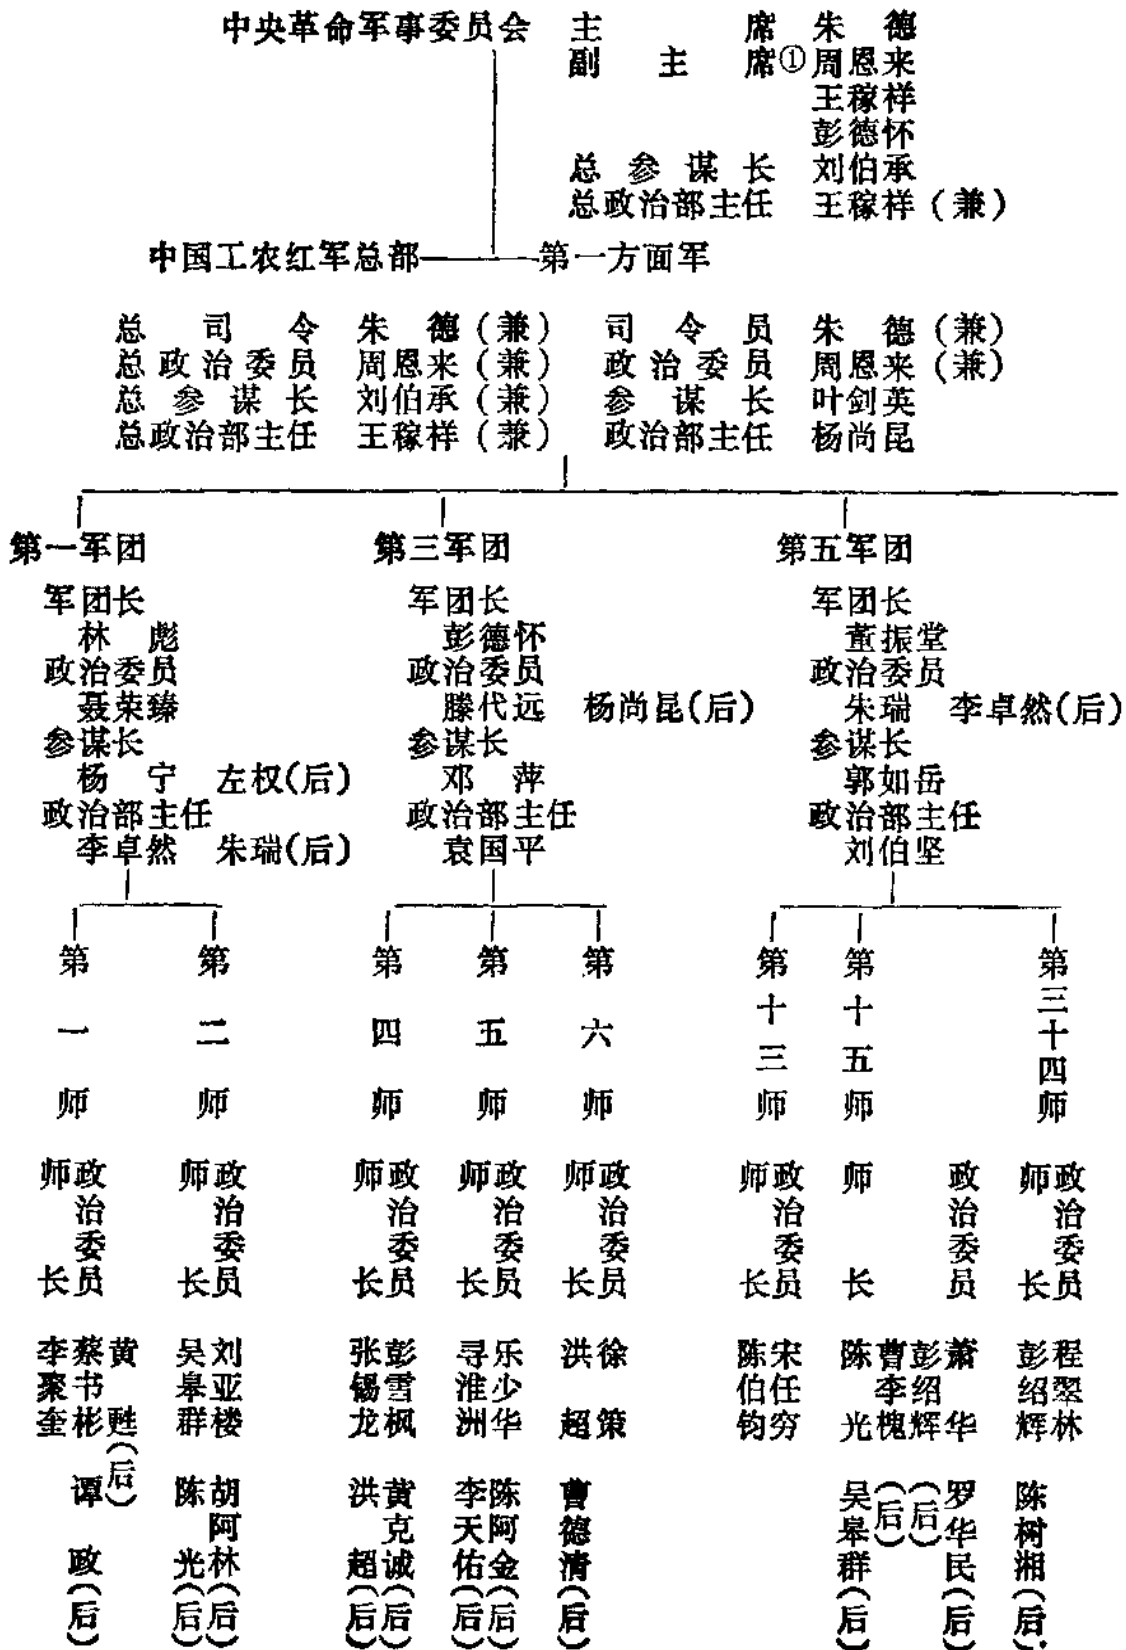 中央革命军事委员会 主席 朱德
副主席①周恩来
王稼祥
彭德怀
总参谋长 刘伯承
总政治部主任 王稼祥(兼)
中国工农红军总部 第一方面军
总司令 朱德(兼) 司令员 朱德(兼)
总政治委员 周恩来(兼) 政治委员 周恩来(兼)
总参谋长 刘伯承(兼) 参谋长 叶剑英
总政治部主任 王稼祥(兼) 政治部主任 杨尚昆
第一军团
军团长
林彪
政治委员
聂荣臻
参谋长
杨宁 左权(后)
政治部主任
李卓然 朱瑞(后)
第三军团
军团长
彭德怀
政治委员
滕代远 杨尚昆(后)
参谋长
邓萍
政治部主任
袁国平
第五军团
军团长
董振堂
政治委员
朱瑞 李卓然(后)
参谋长
郭如岳
政治部主任
刘伯坚
第一师
师长
李聚奎
政治委员
蔡书彬
谭政(后)
黄甦(后)
第二师
师长
吴皋群
陈光(后)
政治委员
刘亚楼
胡阿林(后)
第四师
师长
张锡龙
洪超(后)
政治委员
彭雪枫
黄克诚(后)
第五师
师长
寻淮洲
李天佑(后)
政治委员
乐少华
陈阿金(后)
第六师
师长
洪超
曹德清(后)
政治委员
徐策
第十三师
师长
陈伯钧
政治委员
宋任穷
第十五师
师长
陈光
吴皋群(后)
曹李槐(后)
彭绍辉(后)
政治委员
萧华
罗华民(后)
第三十四师
师长
彭绍辉
陈树湘(后)
政治委员
程翠林